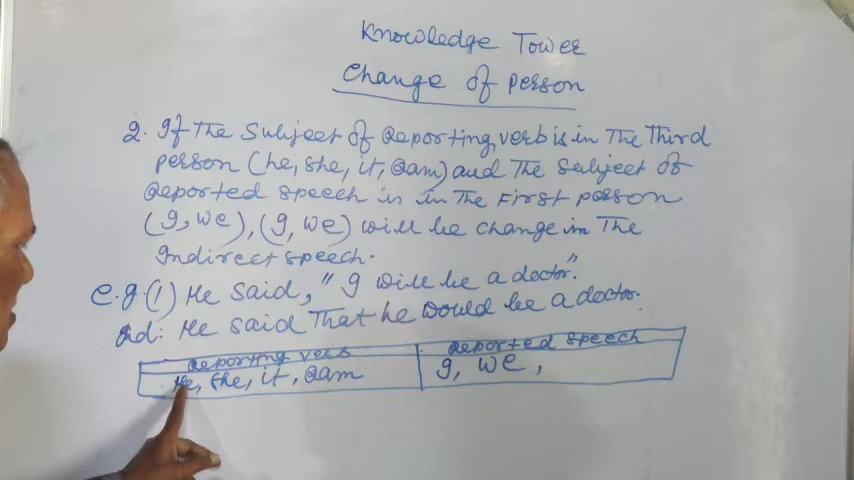 Knowledge Tower
Change of person
2. If The Subject of Reporting verb is in The Third
person (he, she, it, Ram) and The Subject of
Reported speech is in The First person
(I, we), (I, we) will be change in The
Indirect speech.
e.g. (1) He said, "I will be a doctor."
Ind: He said That he would be a doctor.
Reporting verb Reported speech
He, she, it, Ram I, we,